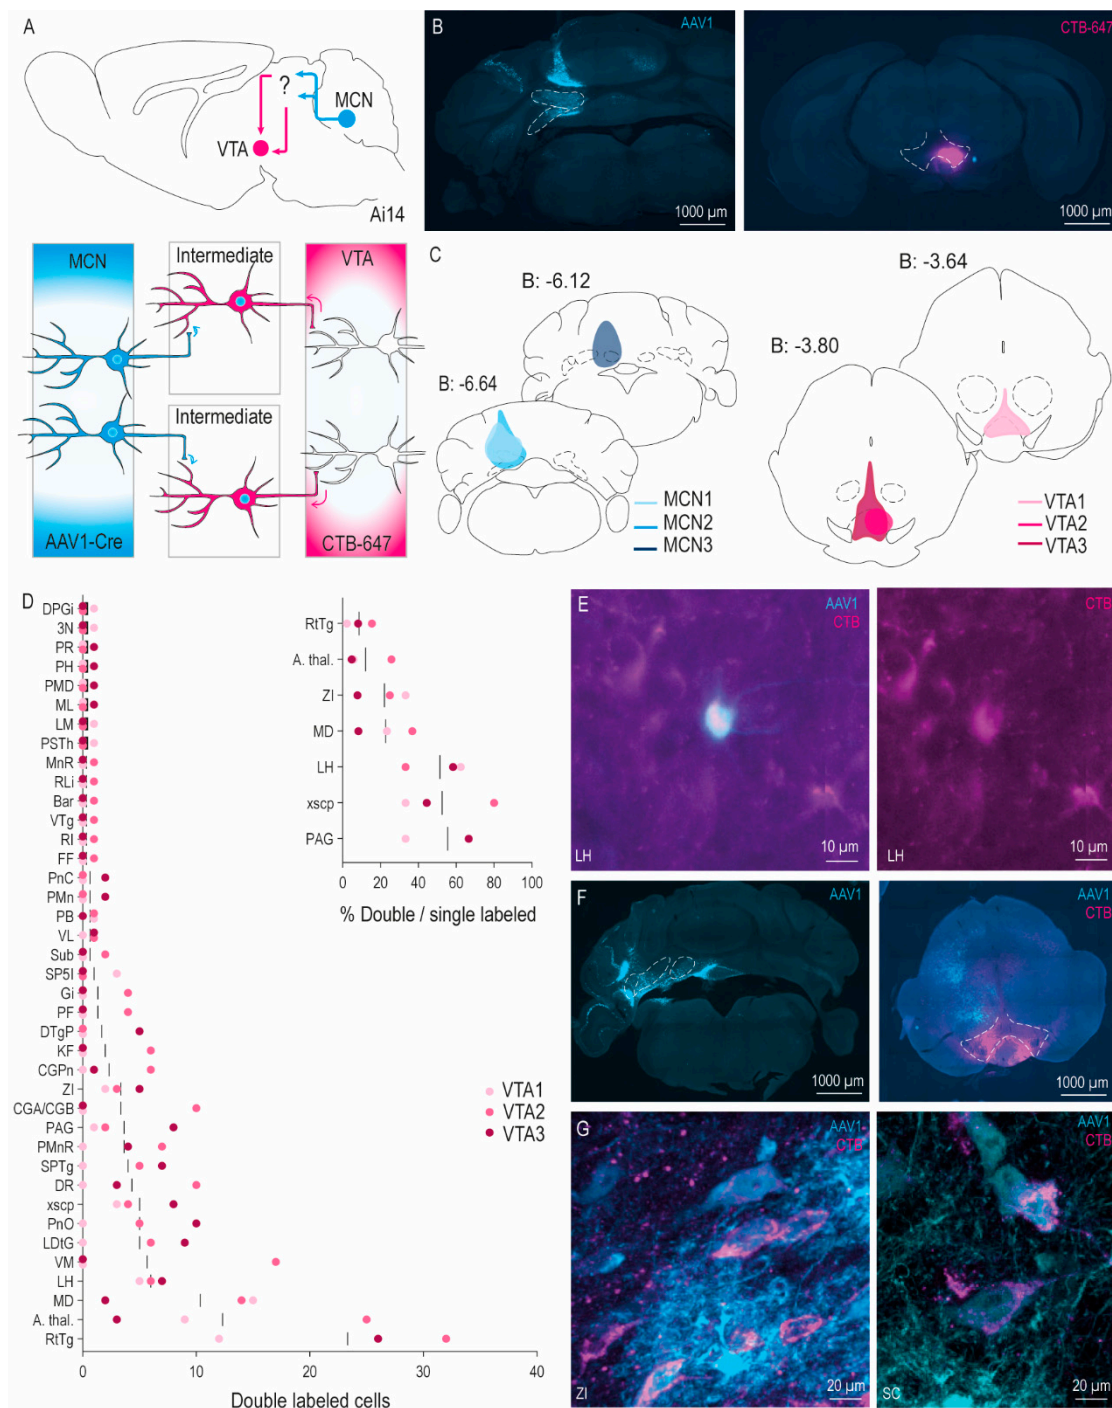 A
?
MCN
VTA
Ai14
MCN
Intermediate
VTA
Intermediate
AAV1-Cre
CTB-647
B
AAV1
1000 µm
CTB-647
1000 µm
C
B: -6.12
B: -6.64
MCN1
MCN2
MCN3
B: -3.64
B: -3.80
VTA1
VTA2
VTA3
D
DPGi
3N
PR
PH
PMD
ML
LM
PSTh
MnR
RLi
Bar
VTg
RI
FF
PnC
PMn
PB
VL
Sub
SP5I
Gi
PF
DTgP
KF
CGPn
ZI
CGA/CGB
PAG
PMnR
SPTg
DR
xscp
PnO
LDtG
VM
LH
MD
A. thal.
RtTg
0 10 20 30 40
Double labeled cells
VTA1
VTA2
VTA3
RtTg
A. thal.
ZI
MD
LH
xscp
PAG
0 20 40 60 80 100
% Double / single labeled
E
AAV1
CTB
10 µm
LH
CTB
10 µm
LH
F
AAV1
1000 µm
AAV1
CTB
1000 µm
G
AAV1
CTB
20 µm
ZI
AAV1
CTB
20 µm
SC